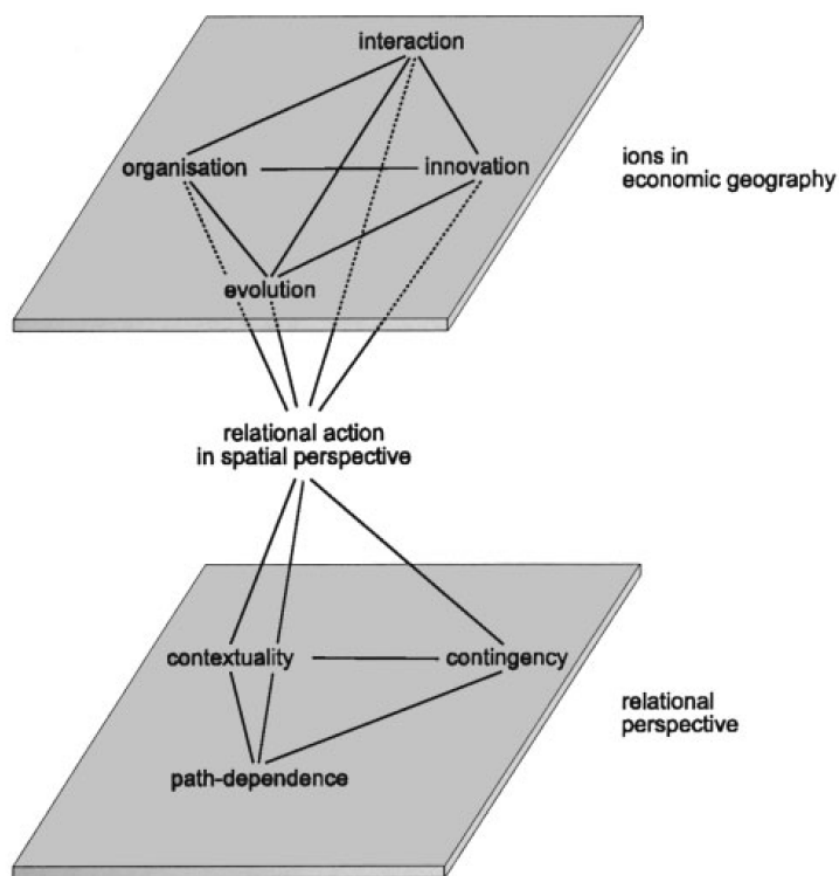 interaction
organisation
innovation
evolution
ions in
economic geography
relational action
in spatial perspective
contextuality
contingency
path-dependence
relational
perspective